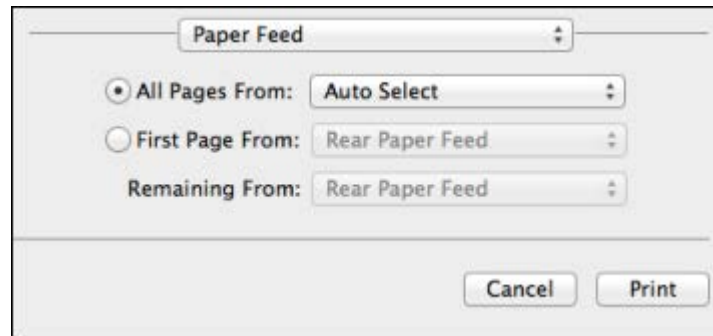 Paper Feed
All Pages From: Auto Select
First Page From: Rear Paper Feed
Remaining From: Rear Paper Feed
Cancel Print